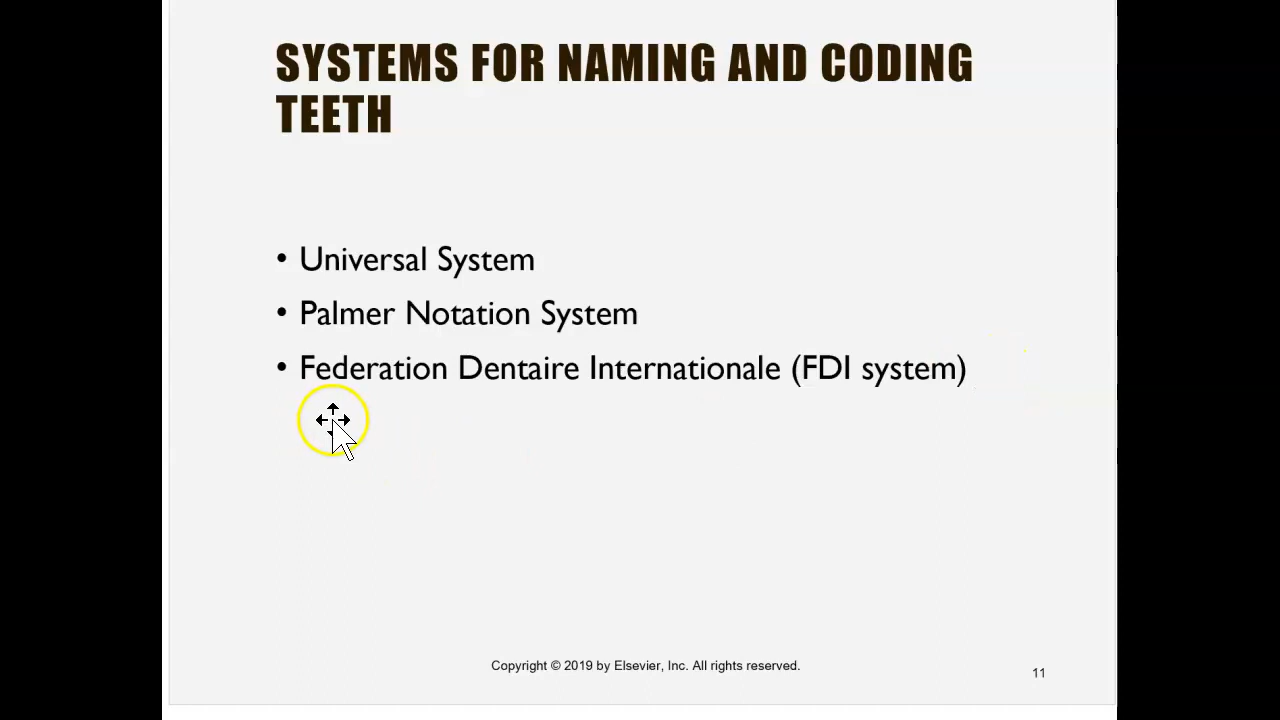 SYSTEMS FOR NAMING AND CODING
TEETH
• Universal System
• Palmer Notation System
• Federation Dentaire Internationale (FDI system)
Copyright © 2019 by Elsevier, Inc. All rights reserved.
11